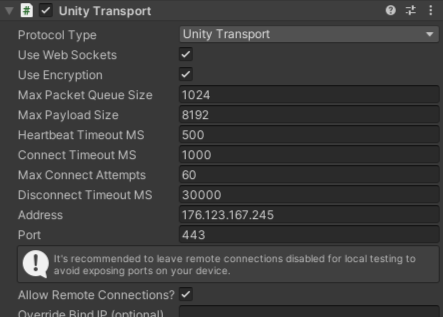 Unity Transport
Protocol Type Unity Transport
Use Web Sockets
Use Encryption
Max Packet Queue Size 1024
Max Payload Size 8192
Heartbeat Timeout MS 500
Connect Timeout MS 1000
Max Connect Attempts 60
Disconnect Timeout MS 30000
Address 176.123.167.245
Port 443
It's recommended to leave remote connections disabled for local testing to
avoid exposing ports on your device.
Allow Remote Connections?
Override Bind IP (optional)